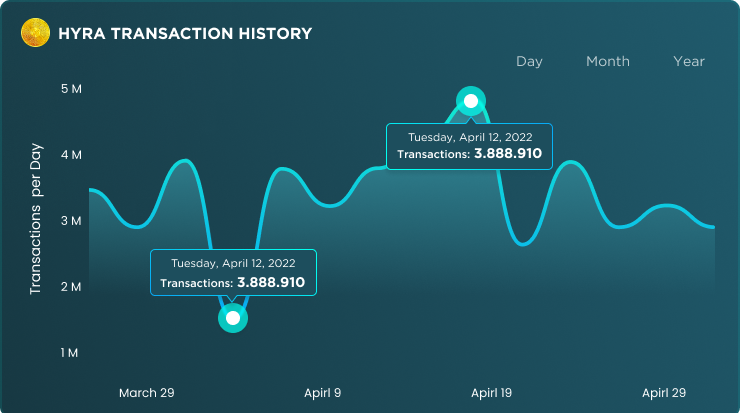 HYRA TRANSACTION HISTORY
Day Month Year
5 M
4 M
3 M
2 M
1 M
Transactions per Day
Tuesday, April 12, 2022
Transactions: 3.888.910
Tuesday, April 12, 2022
Transactions: 3.888.910
March 29 Apirl 9 Apirl 19 Apirl 29